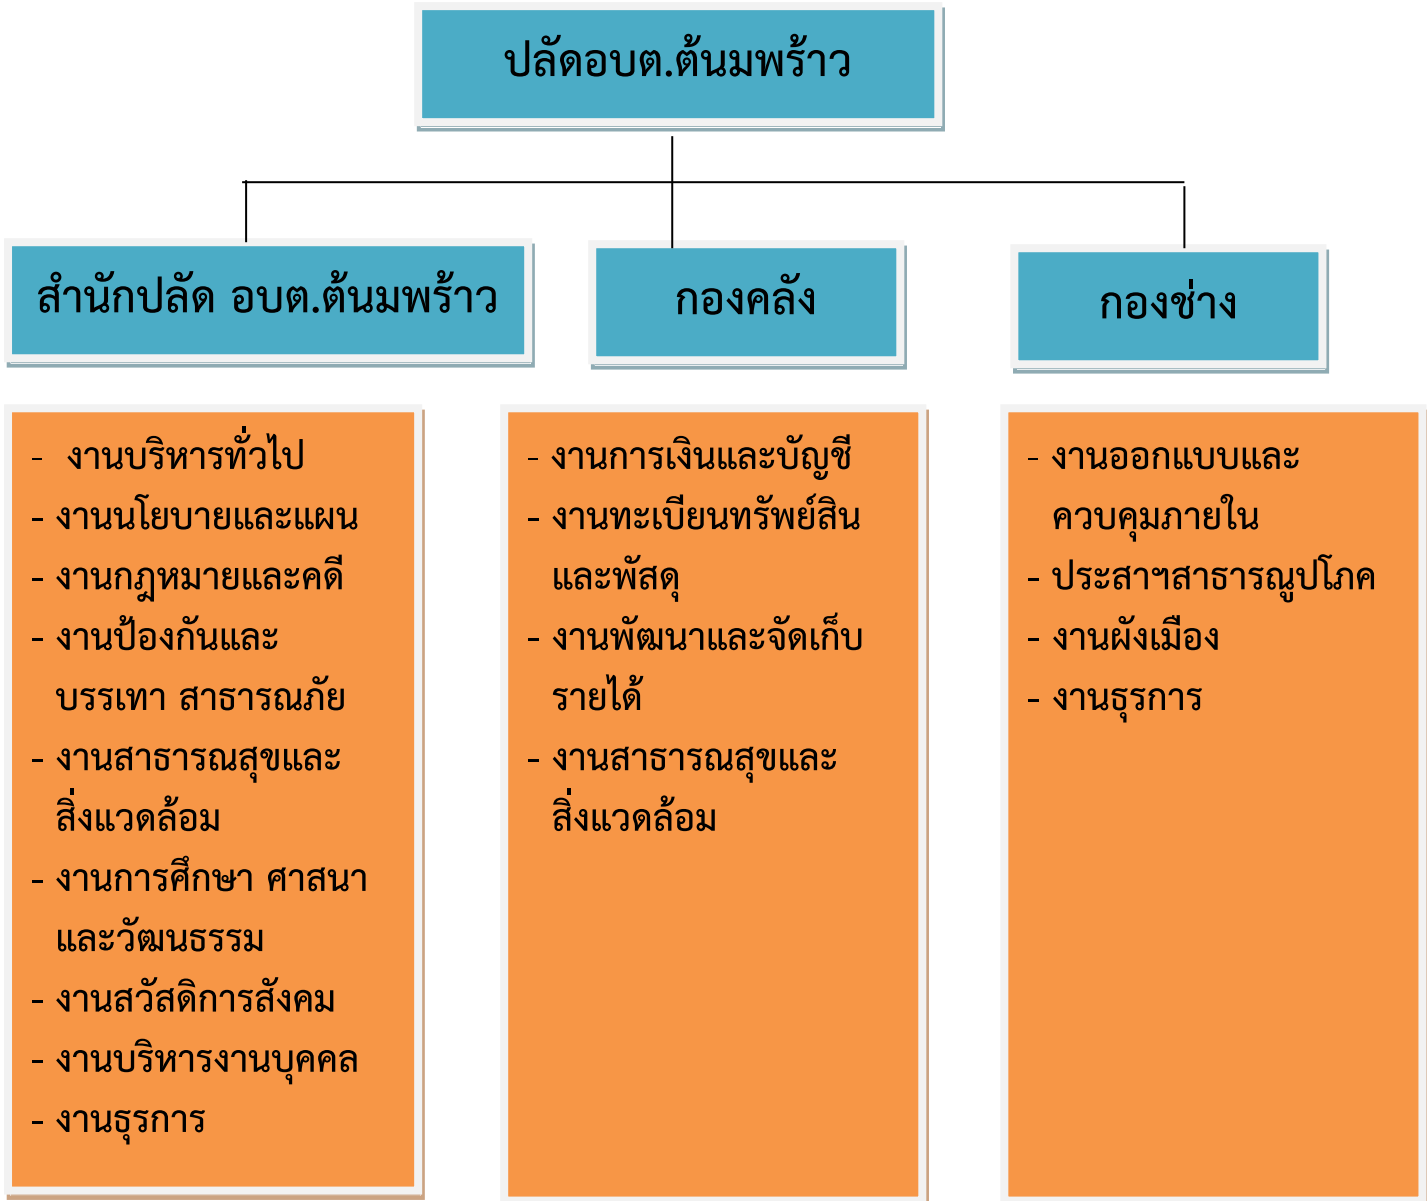 ปลัดอบต.ต้นมพร้าว
สำนักปลัด อบต.ต้นมพร้าว
กองคลัง
กองช่าง
- งานบริหารทั่วไป
- งานนโยบายและแผน
- งานกฎหมายและคดี
- งานป้องกันและ
บรรเทา สาธารณภัย
- งานสาธารณสุขและ
สิ่งแวดล้อม
- งานการศึกษา ศาสนา
และวัฒนธรรม
- งานสวัสดิการสังคม
- งานบริหารงานบุคคล
- งานธุรการ
- งานการเงินและบัญชี
- งานทะเบียนทรัพย์สิน
และพัสดุ
- งานพัฒนาและจัดเก็บ
รายได้
- งานสาธารณสุขและ
สิ่งแวดล้อม
- งานออกแบบและ
ควบคุมภายใน
- ประสาฯสาธารณูปโภค
- งานผังเมือง
- งานธุรการ